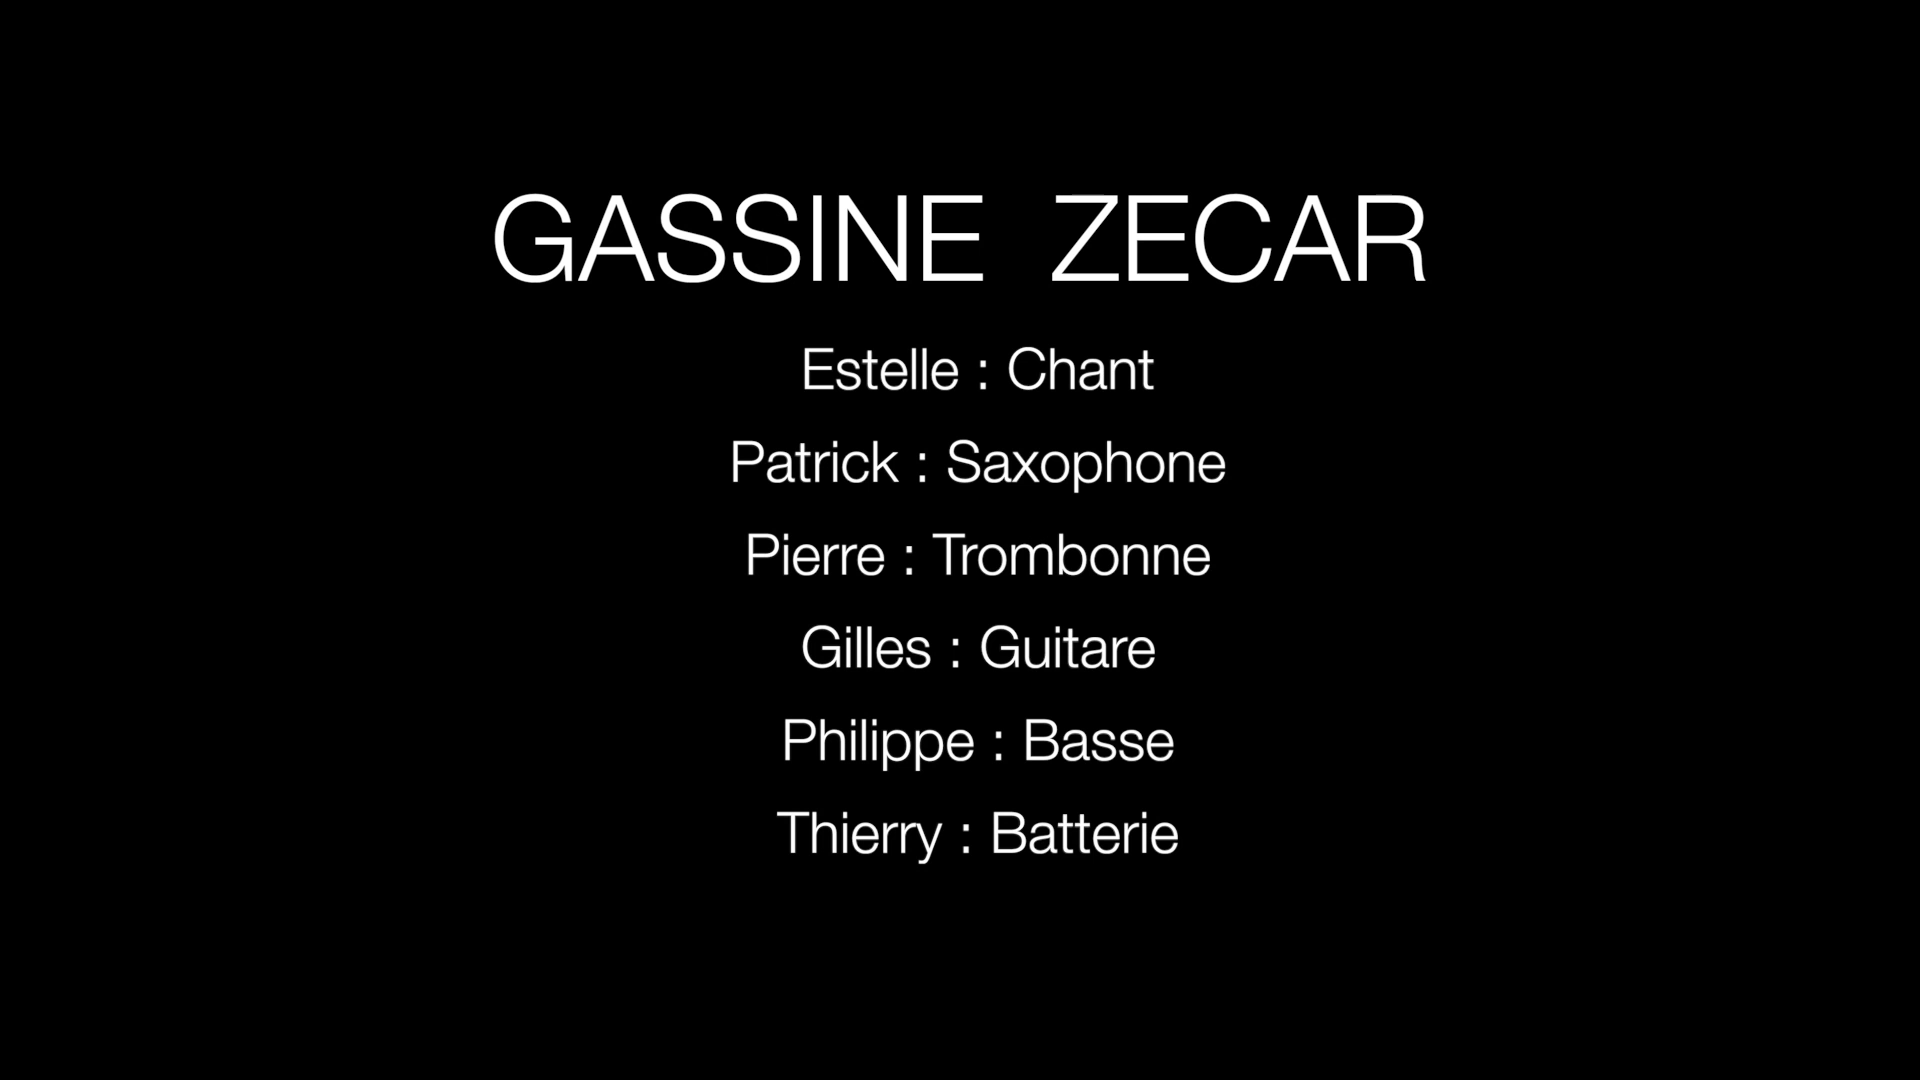 GASSINE ZECAR
Estelle : Chant
Patrick : Saxophone
Pierre : Trombonne
Gilles : Guitare
Philippe : Basse
Thierry : Batterie